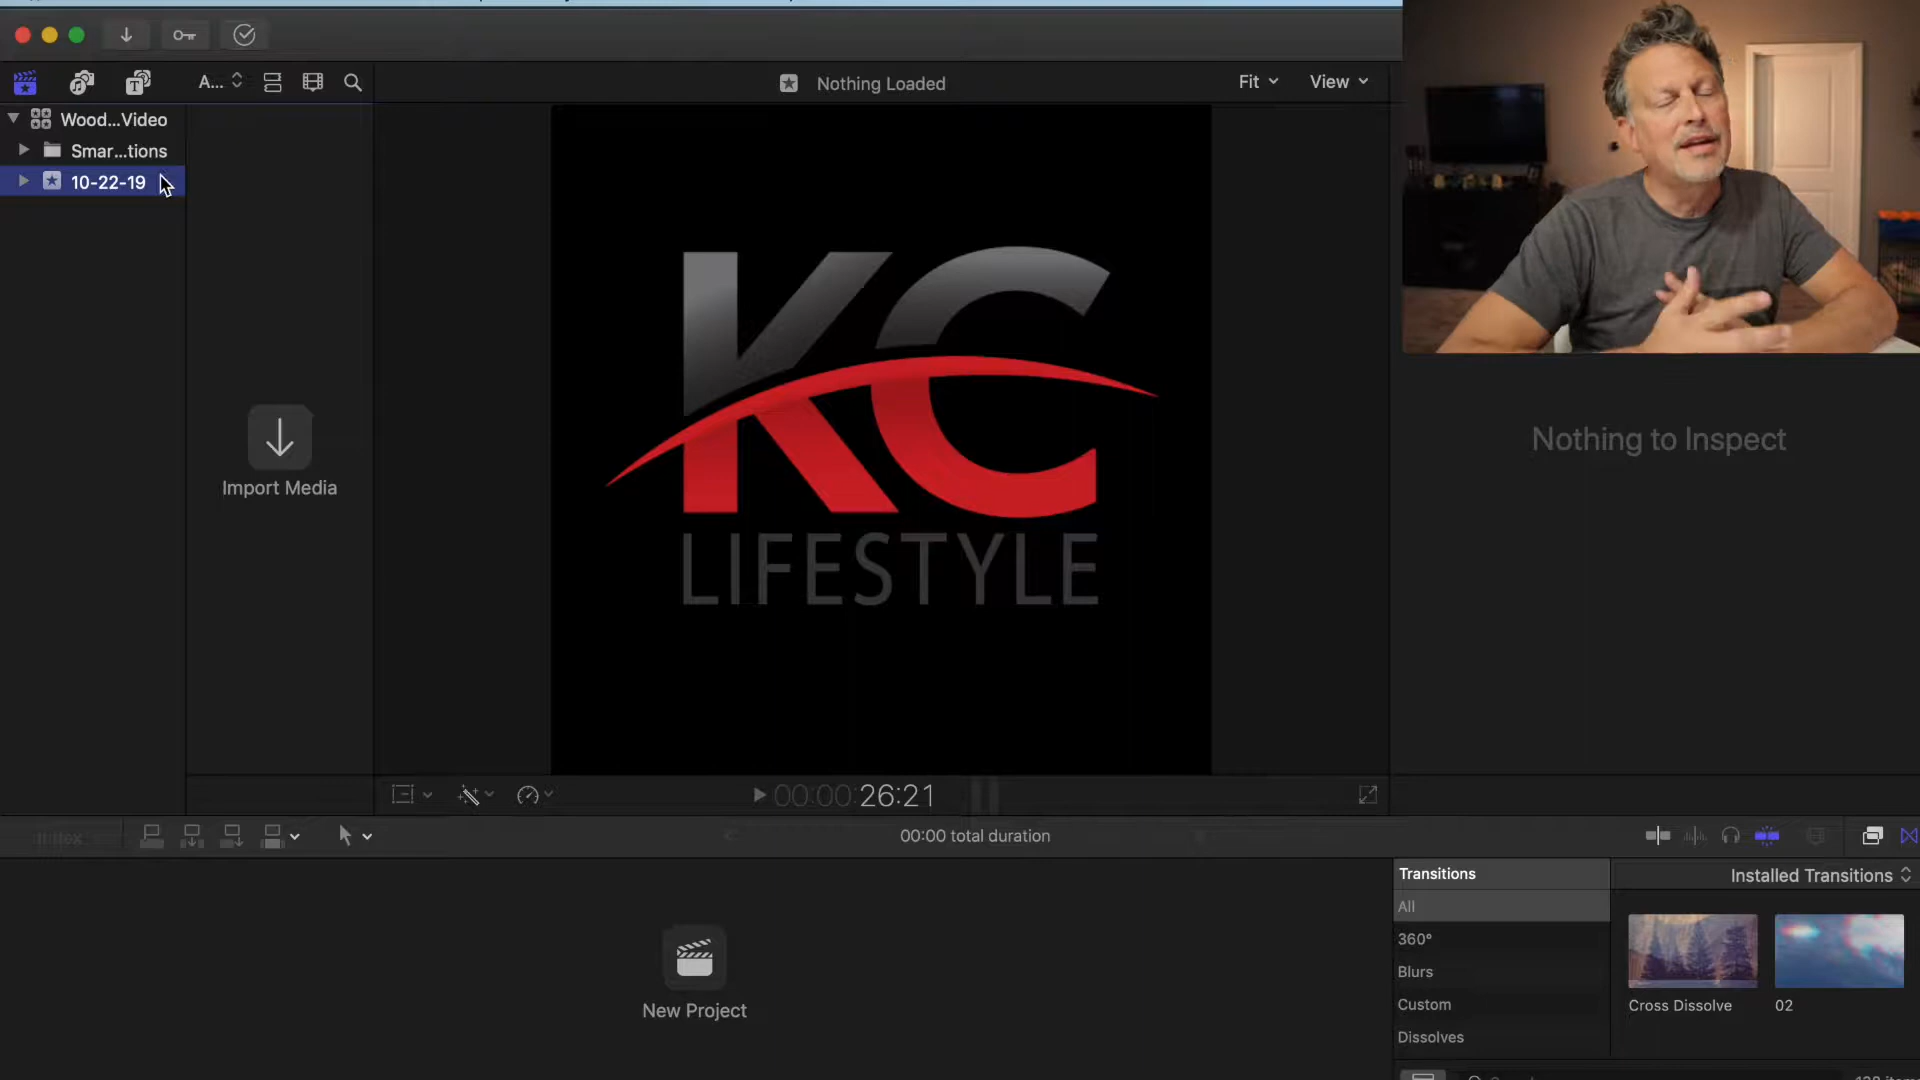 A...
Nothing Loaded
Fit
View
Wood...Video
Smar...tions
10-22-19
KC
LIFESTYLE
Import Media
Nothing to Inspect
00:00:26:21
Index
00:00 total duration
Transitions
Installed Transitions
All
360°
Blurs
Custom
Dissolves
Cross Dissolve
02
New Project